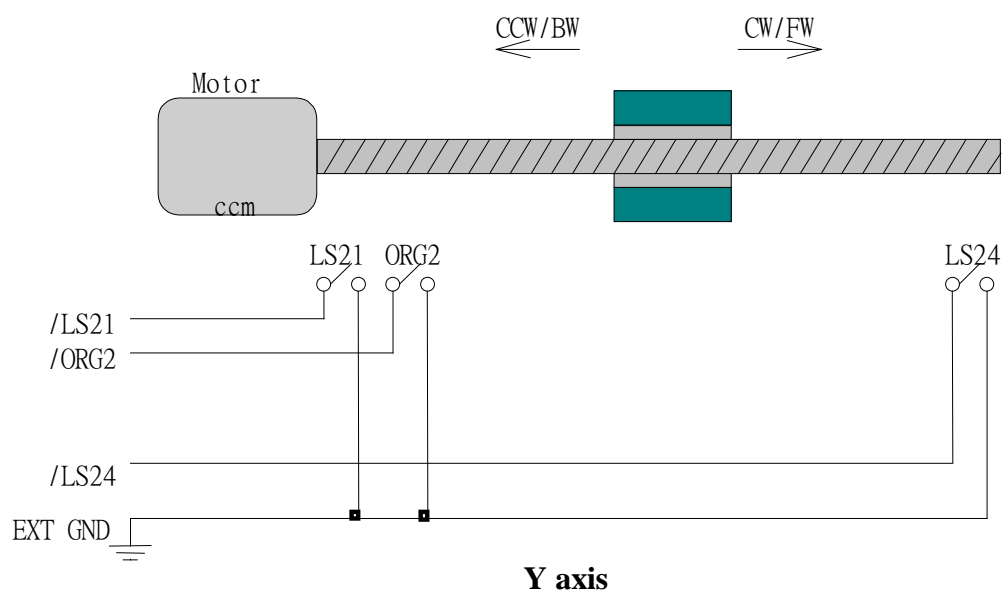 CCW/BW CW/FW
Motor
ccm
LS21 ORG2 LS24
/LS21
/ORG2
/LS24
EXT GND
Y axis